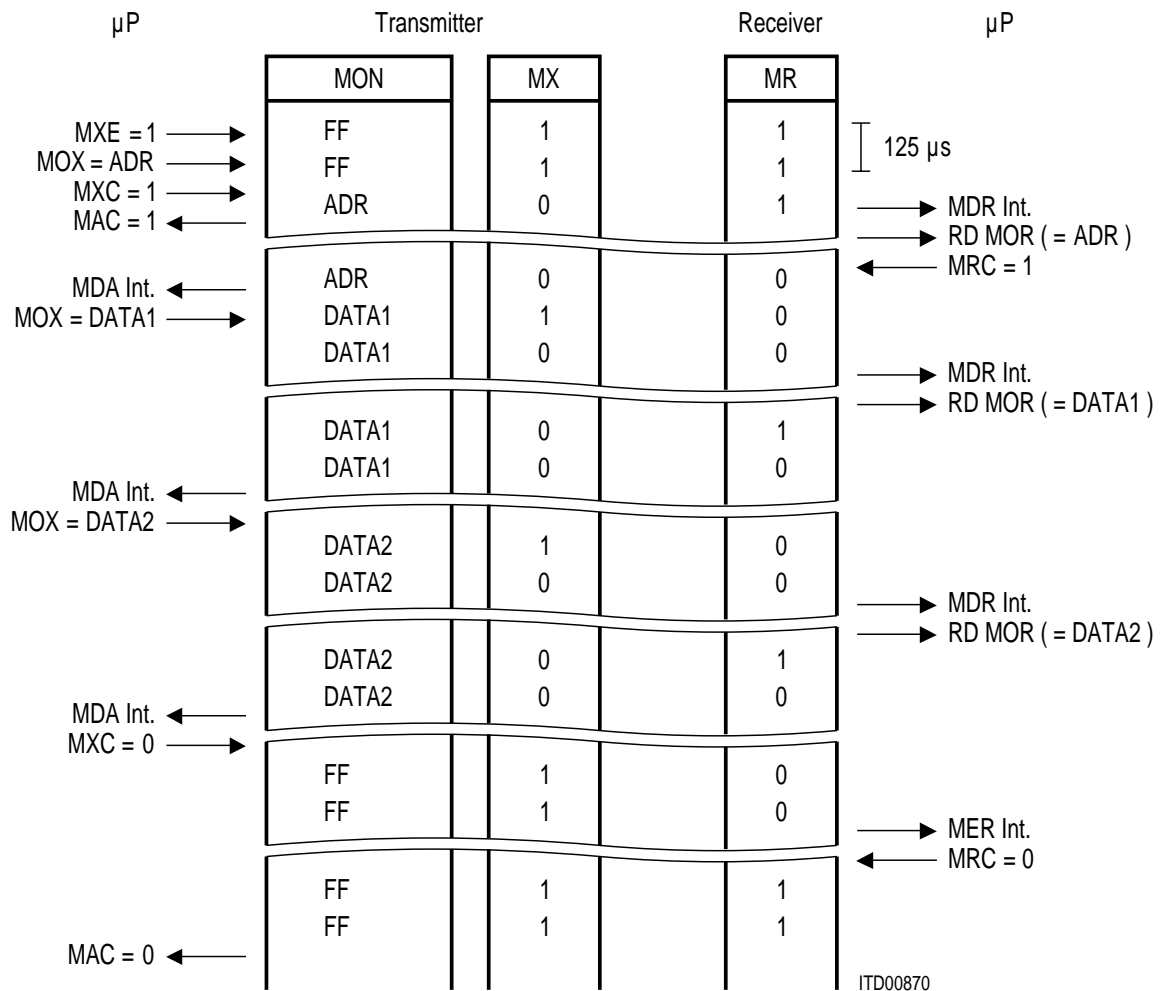 µP Transmitter Receiver µP
MON MX MR
MXE = 1 FF 1 1
125 µs
MOX = ADR FF 1 1
MXC = 1
ADR 0 1 MDR Int.
MAC = 1
RD MOR ( = ADR )
ADR 0 0 MRC = 1
MDA Int.
MOX = DATA1 DATA1 1 0
DATA1 0 0
MDR Int.
RD MOR ( = DATA1 )
DATA1 0 1
DATA1 0 0
MDA Int.
MOX = DATA2
DATA2 1 0
DATA2 0 0
MDR Int.
RD MOR ( = DATA2 )
DATA2 0 1
DATA2 0 0
MDA Int.
MXC = 0
FF 1 0
FF 1 0
MER Int.
MRC = 0
FF 1 1
FF 1 1
MAC = 0
ITD00870